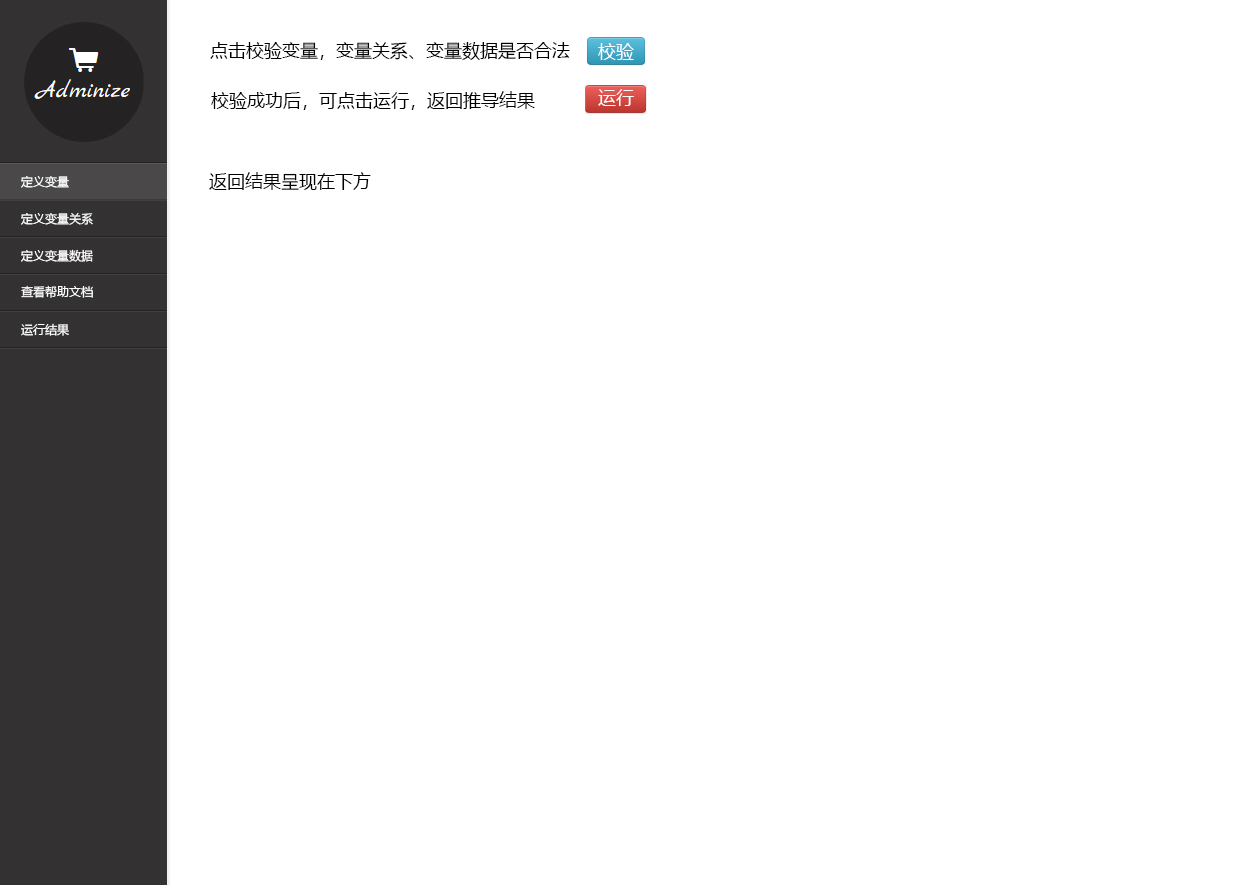 Adminize
定义变量
定义变量关系
定义变量数据
查看帮助文档
运行结果
点击校验变量，变量关系、变量数据是否合法 校验
校验成功后，可点击运行，返回推导结果 运行
返回结果呈现在下方